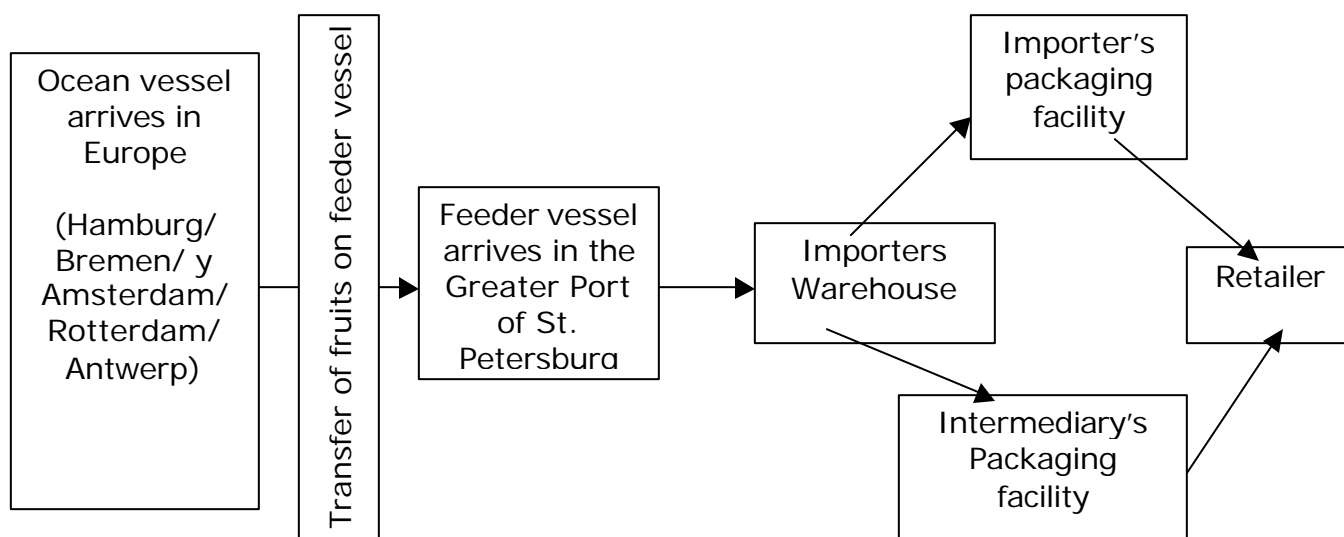 Ocean vessel
arrives in
Europe
(Hamburg/
Bremen/ y
Amsterdam/
Rotterdam/
Antwerp)
Transfer of fruits on feeder vessel
Feeder vessel
arrives in the
Greater Port
of St.
Petersburg
Importers
Warehouse
Importer's
packaging
facility
Intermediary's
Packaging
facility
Retailer